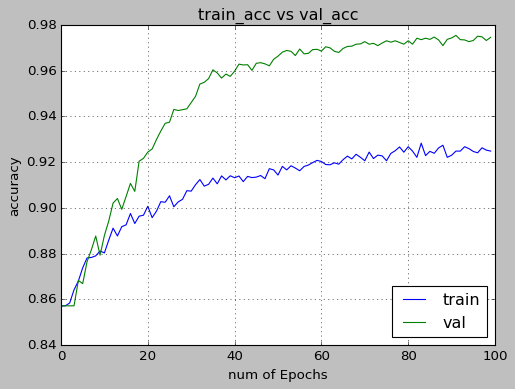 train_acc vs val_acc
0.98
0.96
0.94
0.92
0.90
0.88
0.86
0.84
accuracy
train
val
0 20 40 60 80 100
num of Epochs